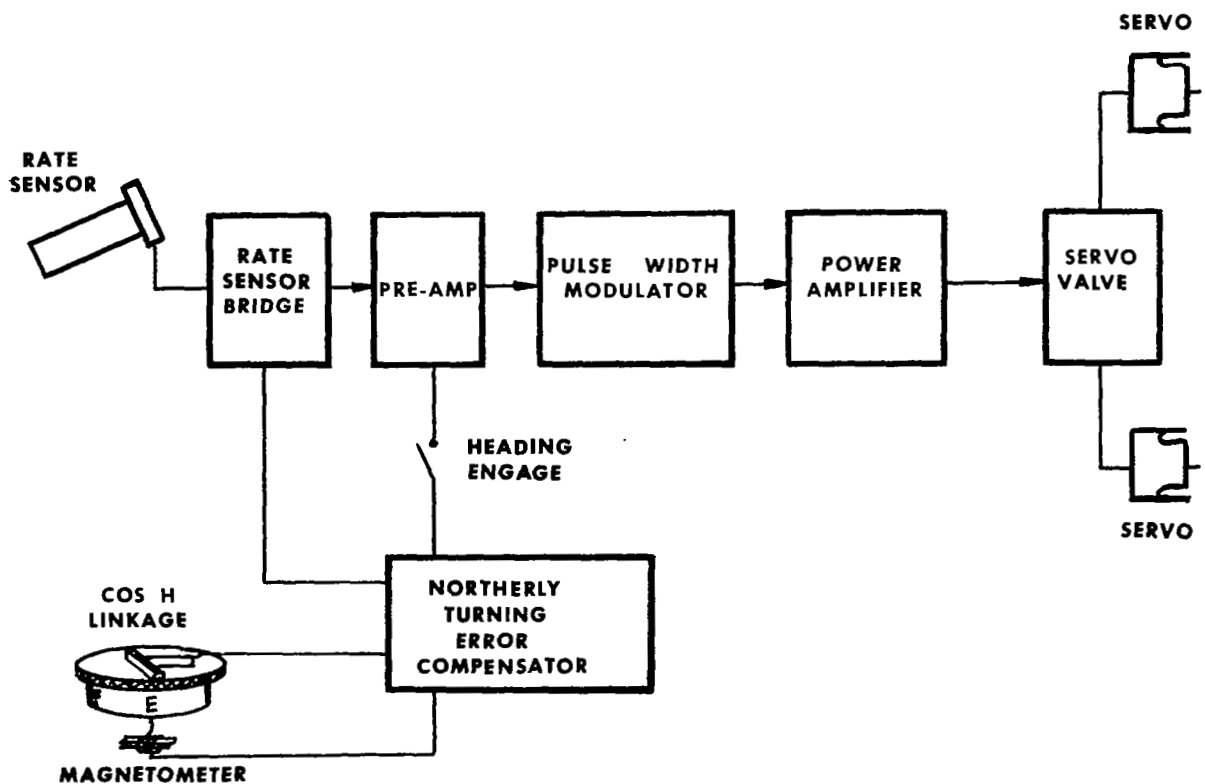 SERVO
RATE
SENSOR
RATE
SENSOR
BRIDGE
PRE-AMP
PULSE WIDTH
MODULATOR
POWER
AMPLIFIER
SERVO
VALVE
HEADING
ENGAGE
SERVO
COS H
LINKAGE
NORTHERLY
TURNING
ERROR
COMPENSATOR
E
MAGNETOMETER